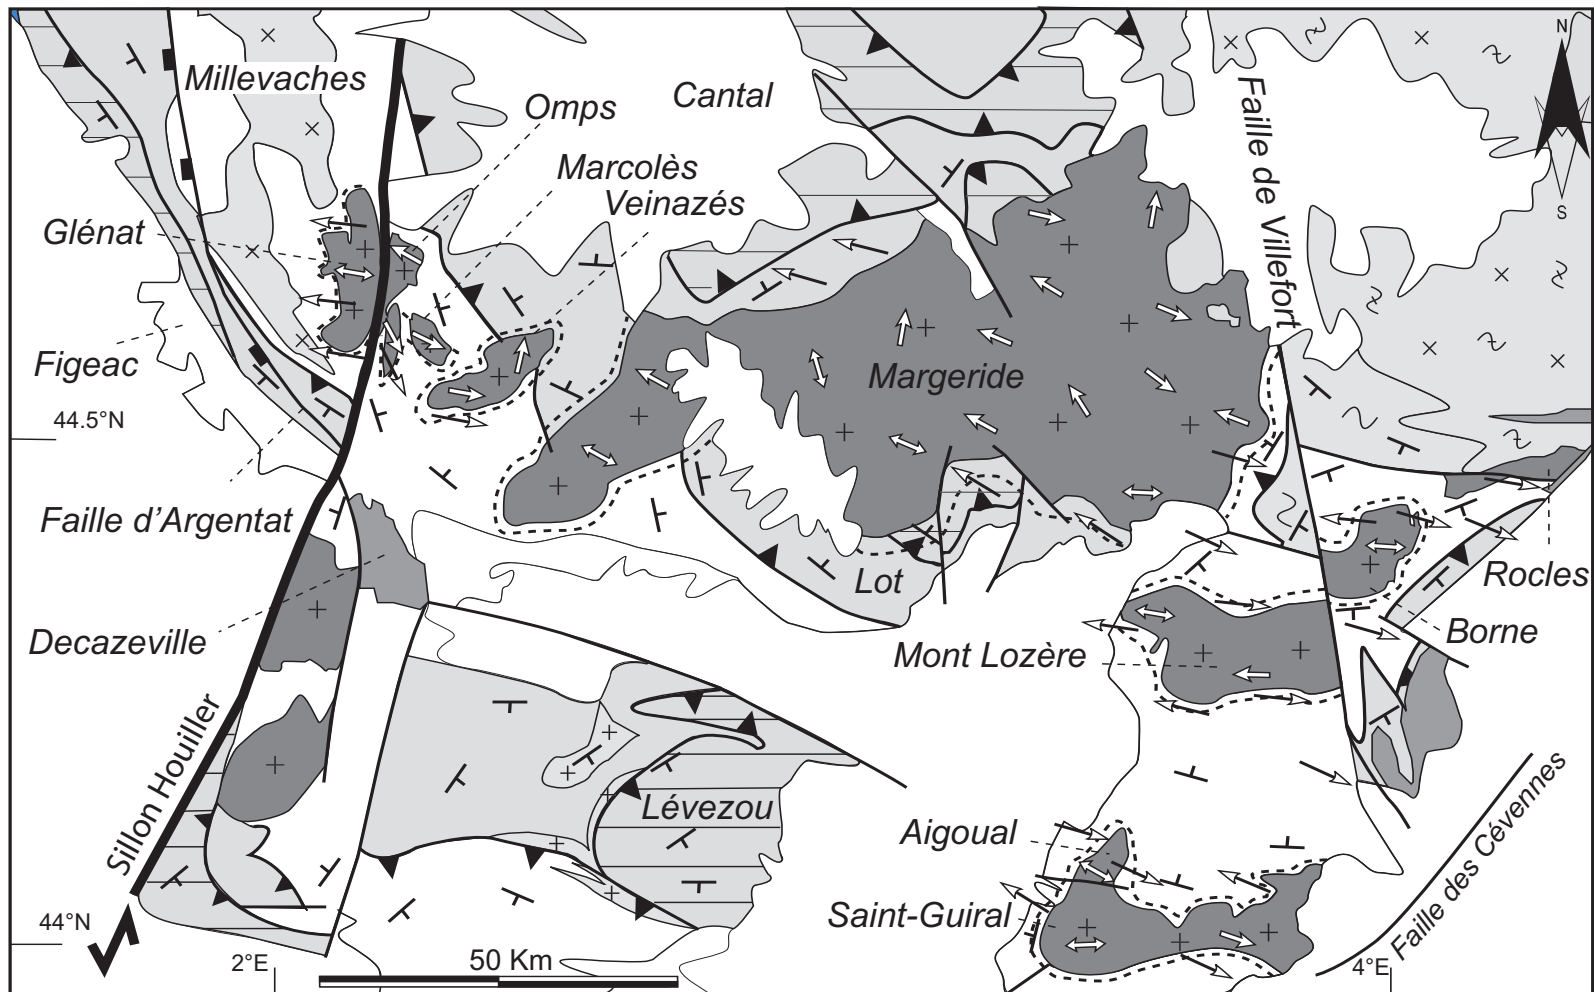 N
S
Millevaches
Cantal
Omps
Marcolès
Veinazés
Glénat
Faille de Villefort
Figeac
Margeride
44.5°N
Faille d'Argentat
Lot
Rocles
Decazeville
Borne
Mont Lozère
Sillon Houiller
Lévezou
Aigoual
Faille des Cévennes
Saint-Guiral
44°N
2°E
50 Km
4°E